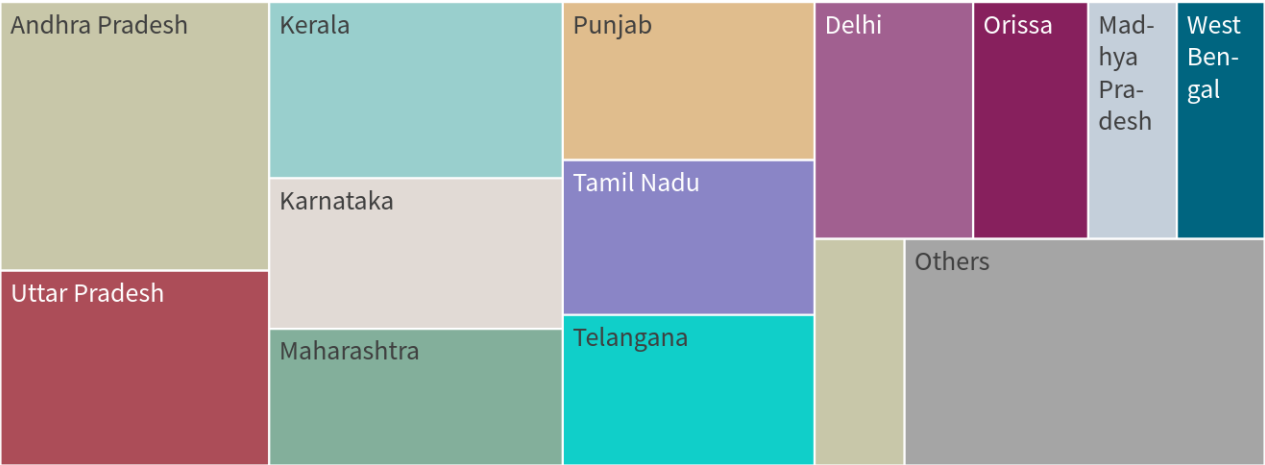 Andhra Pradesh
Uttar Pradesh
Kerala
Karnataka
Maharashtra
Punjab
Tamil Nadu
Telangana
Delhi
Orissa
Mad-
hya
Pra-
desh
West
Ben-
gal
Others